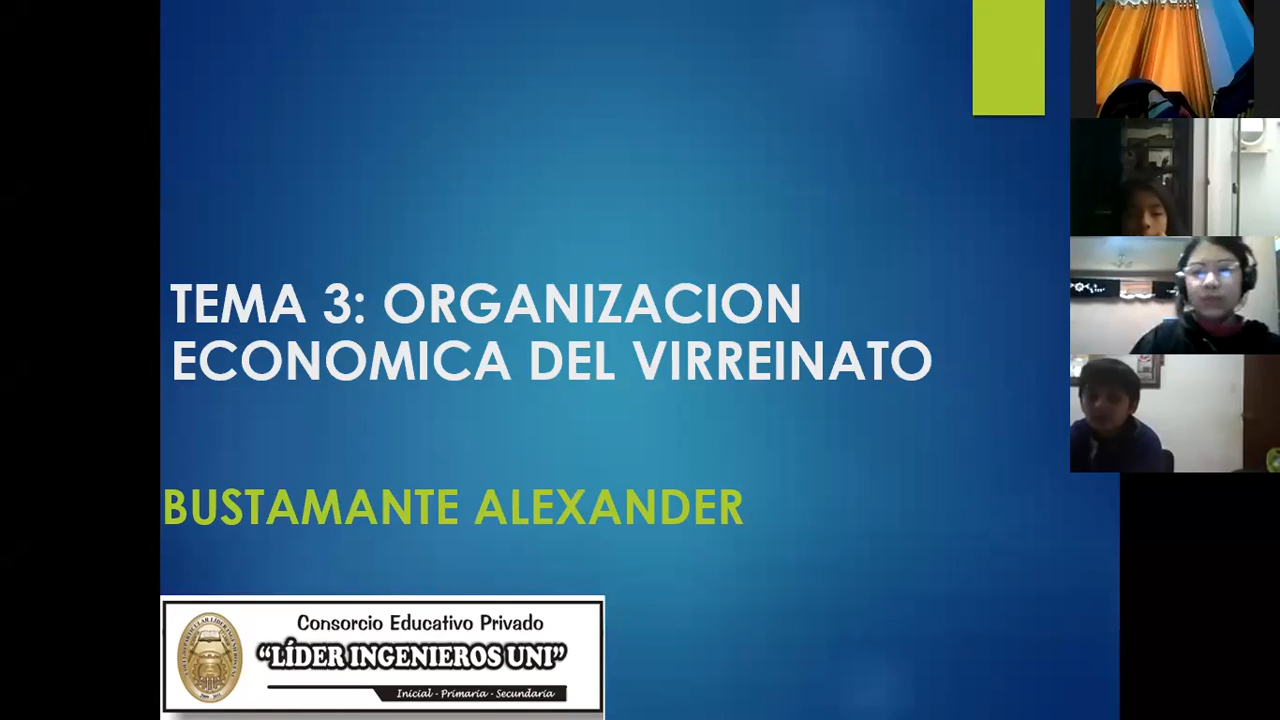 TEMA 3: ORGANIZACION
ECONOMICA DEL VIRREINATO
BUSTAMANTE ALEXANDER
Consorcio Educativo Privado
"LÍDER INGENIEROS UNI"
Inicial - Primaria - Secundaria